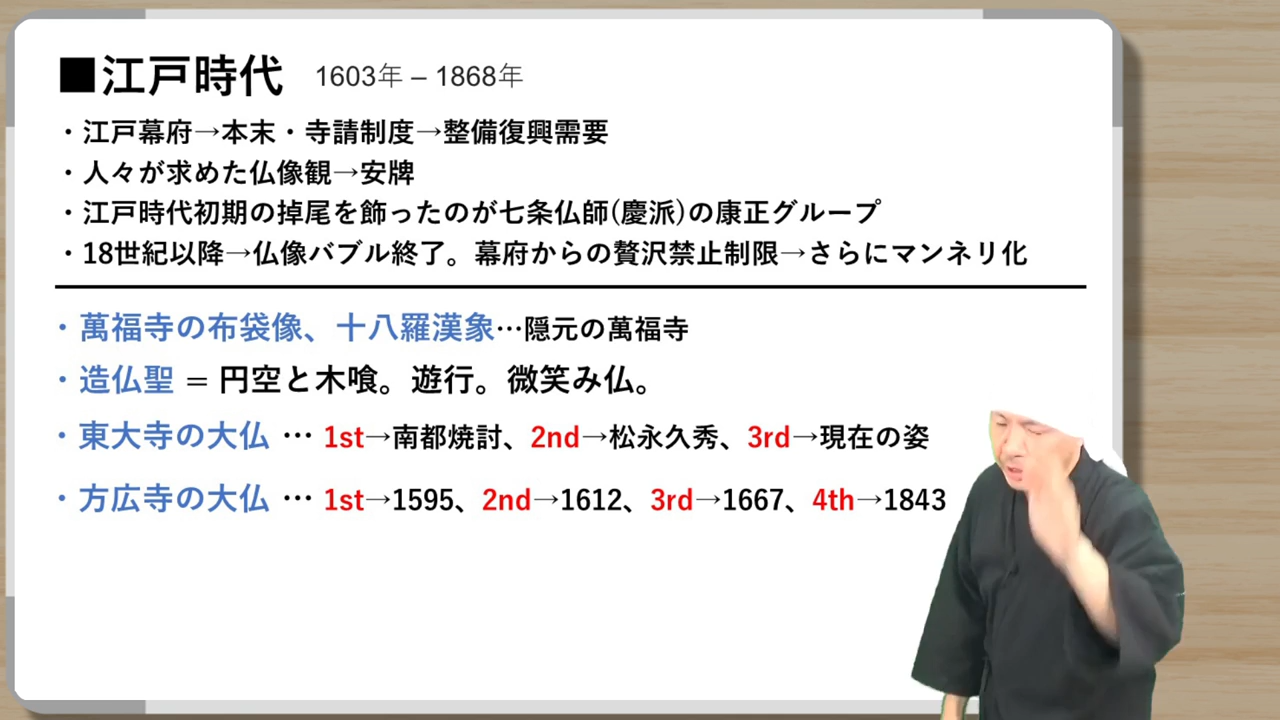 ■江戸時代 1603年 – 1868年
・江戸幕府→本末・寺請制度→整備復興需要
・人々が求めた仏像観→安牌
・江戸時代初期の掉尾を飾ったのが七条仏師(慶派)の康正グループ
・18世紀以降→仏像バブル終了。幕府からの贅沢禁止制限→さらにマンネリ化
・萬福寺の布袋像、十八羅漢象…隠元の萬福寺
・造仏聖 = 円空と木喰。遊行。微笑み仏。
・東大寺の大仏 … 1st→南都焼討、2nd→松永久秀、3rd→現在の姿
・方広寺の大仏 … 1st→1595、2nd→1612、3rd→1667、4th→1843